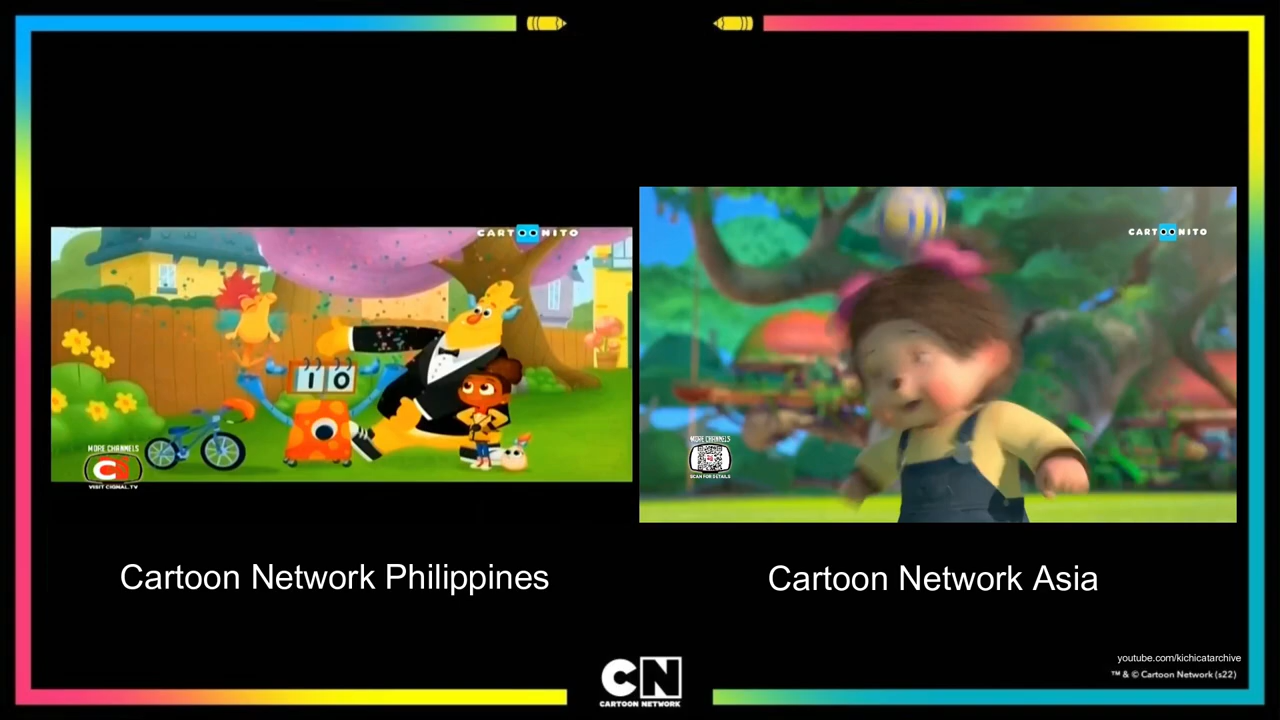 CARTOONITO
CARTOONITO
10
MORE CHANNELS
VISIT CIGNAL.TV
MORE CHANNELS
SCAN FOR DETAILS
Cartoon Network Philippines
Cartoon Network Asia
youtube.com/kichicatarchive
™ & © Cartoon Network (s22)
CN
CARTOON NETWORK